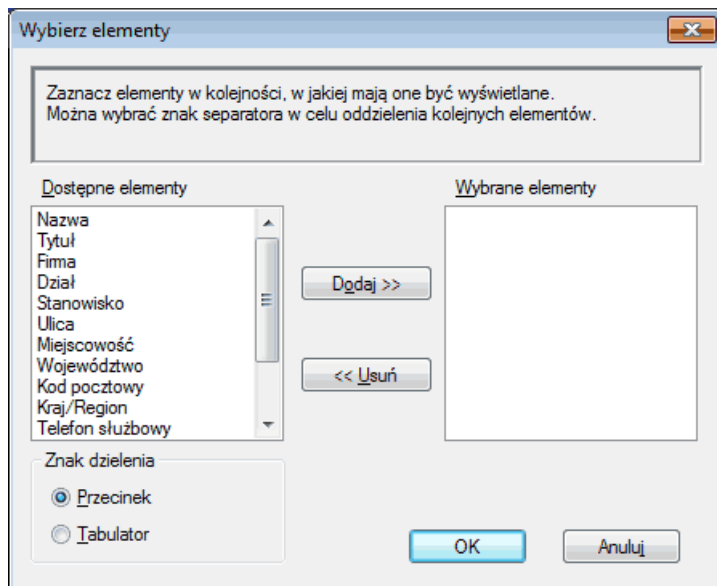 Wybierz elementy
Zaznacz elementy w kolejności, w jakiej mają one być wyświetlane.
Można wybrać znak separatora w celu oddzielenia kolejnych elementów.
Dostępne elementy
Nazwa
Tytuł
Firma
Dział
Stanowisko
Ulica
Miejscowość
Województwo
Kod pocztowy
Kraj/Region
Telefon służbowy
Dodaj >>
<< Usuń
Wybrane elementy
Znak dzielenia
Przecinek
Tabulator
OK
Anuluj